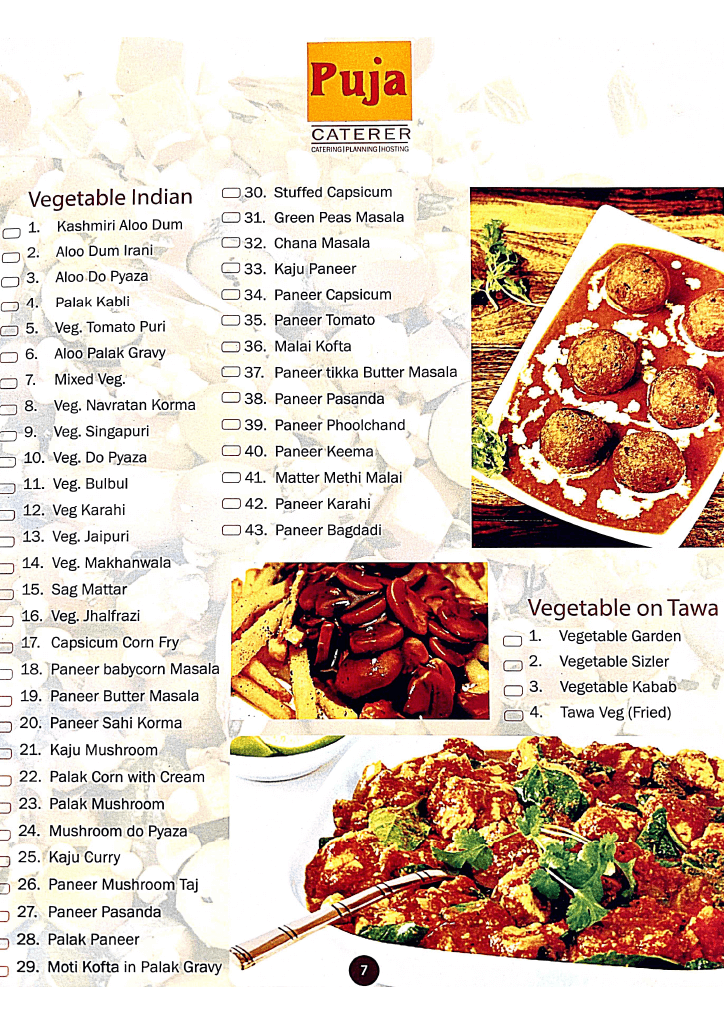 Puja
CATERER
CATERING|PLANNING|HOSTING
Vegetable Indian
1. Kashmiri Aloo Dum
2. Aloo Dum Irani
3. Aloo Do Pyaza
4. Palak Kabli
5. Veg. Tomato Puri
6. Aloo Palak Gravy
7. Mixed Veg.
8. Veg. Navratan Korma
9. Veg. Singapuri
10. Veg. Do Pyaza
11. Veg. Bulbul
12. Veg Karahi
13. Veg. Jaipuri
14. Veg. Makhanwala
15. Sag Mattar
16. Veg. Jhalfrazi
17. Capsicum Corn Fry
18. Paneer babycorn Masala
19. Paneer Butter Masala
20. Paneer Sahi Korma
21. Kaju Mushroom
22. Palak Corn with Cream
23. Palak Mushroom
24. Mushroom do Pyaza
25. Kaju Curry
26. Paneer Mushroom Taj
27. Paneer Pasanda
28. Palak Paneer
29. Moti Kofta in Palak Gravy
30. Stuffed Capsicum
31. Green Peas Masala
32. Chana Masala
33. Kaju Paneer
34. Paneer Capsicum
35. Paneer Tomato
36. Malai Kofta
37. Paneer tikka Butter Masala
38. Paneer Pasanda
39. Paneer Phoolchand
40. Paneer Keema
41. Matter Methi Malai
42. Paneer Karahi
43. Paneer Bagdadi
Vegetable on Tawa
1. Vegetable Garden
2. Vegetable Sizler
3. Vegetable Kabab
4. Tawa Veg (Fried)
7